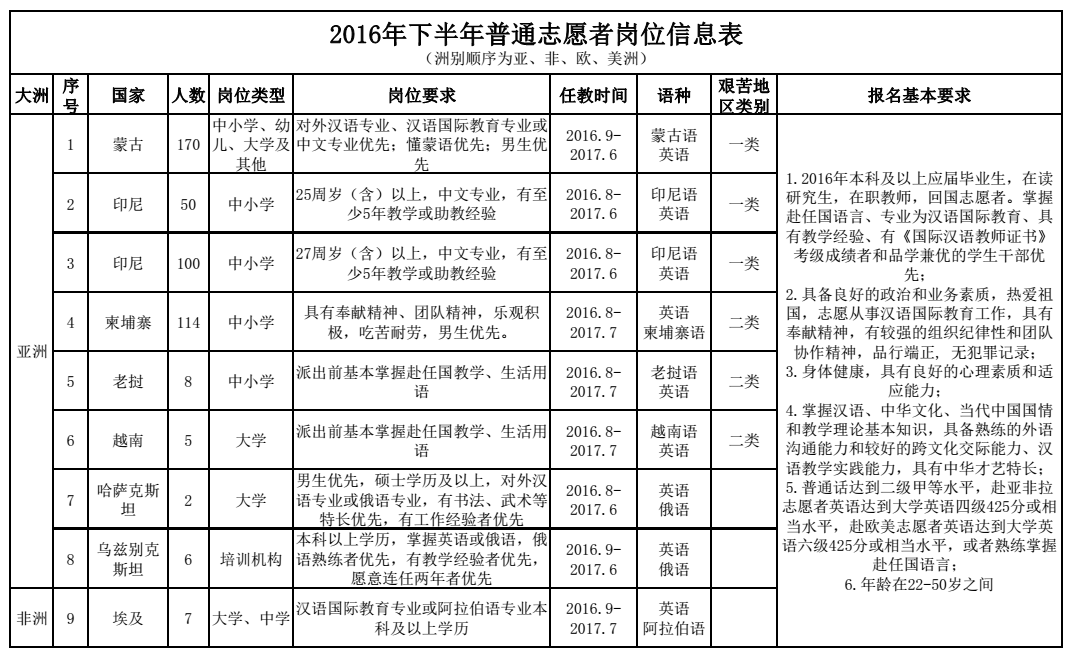 2016年下半年普通志愿者岗位信息表
（洲别顺序为亚、非、欧、美洲）
大洲 序号 国家 人数 岗位类型 岗位要求 任教时间 语种 艰苦地区类别 报名基本要求
亚洲
1 蒙古 170
中小学、幼
儿、大学及
其他
对外汉语专业、汉语国际教育专业或
中文专业优先；懂蒙语优先；男生优
先
2016.9-
2017.6
蒙古语
英语
一类
2 印尼 50 中小学
25周岁（含）以上，中文专业，有至
少5年教学或助教经验
2016.8-
2017.6
印尼语
英语
一类
3 印尼 100 中小学
27周岁（含）以上，中文专业，有至
少5年教学或助教经验
2016.8-
2017.6
印尼语
英语
一类
4 柬埔寨 114 中小学
具有奉献精神、团队精神，乐观积
极，吃苦耐劳，男生优先。
2016.8-
2017.7
英语
柬埔寨语
二类
5 老挝 8 中小学
派出前基本掌握赴任国教学、生活用
语
2016.8-
2017.7
老挝语
英语
二类
6 越南 5 大学
派出前基本掌握赴任国教学、生活用
语
2016.8-
2017.7
越南语
英语
二类
7
哈萨克斯
坦
2 大学
男生优先，硕士学历及以上，对外汉
语专业或俄语专业，有书法、武术等
特长优先，有工作经验者优先
2016.8-
2017.6
英语
俄语
8
乌兹别克
斯坦
6 培训机构
本科以上学历，掌握英语或俄语，俄
语熟练者优先，有教学经验者优先，
愿意连任两年者优先
2016.9-
2017.6
英语
俄语
非洲
9 埃及 7 大学、中学
汉语国际教育专业或阿拉伯语专业本
科及以上学历
2016.9-
2017.7
英语
阿拉伯语
1.2016年本科及以上应届毕业生，在读
研究生，在职教师，回国志愿者。掌握
赴任国语言、专业为汉语国际教育、具
有教学经验、有《国际汉语教师证书》
考级成绩者和品学兼优的学生干部优
先；
2.具备良好的政治和业务素质，热爱祖
国，志愿从事汉语国际教育工作，具有
奉献精神，有较强的组织纪律性和团队
协作精神，品行端正，无犯罪记录；
3.身体健康，具有良好的心理素质和适
应能力；
4.掌握汉语、中华文化、当代中国国情
和教学理论基本知识，具备熟练的外语
沟通能力和较好的跨文化交际能力、汉
语教学实践能力，具有中华才艺特长；
5.普通话达到二级甲等水平，赴亚非拉
志愿者英语达到大学英语四级425分或相
当水平，赴欧美志愿者英语达到大学英
语六级425分或相当水平，或者熟练掌握
赴任国语言；
6.年龄在22-50岁之间